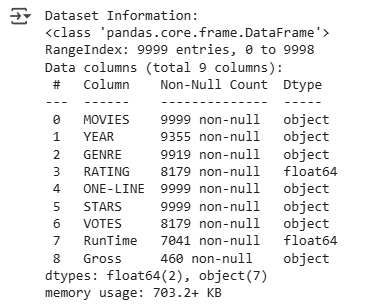 Dataset Information:
<class 'pandas.core.frame.DataFrame'>
RangeIndex: 9999 entries, 0 to 9998
Data columns (total 9 columns):
 #   Column    Non-Null Count  Dtype
---  ------    --------------  -----
 0   MOVIES    9999 non-null   object
 1   YEAR      9355 non-null   object
 2   GENRE     9919 non-null   object
 3   RATING    8179 non-null   float64
 4   ONE-LINE  9999 non-null   object
 5   STARS     9999 non-null   object
 6   VOTES     8179 non-null   object
 7   RunTime   7041 non-null   float64
 8   Gross     460 non-null    object
dtypes: float64(2), object(7)
memory usage: 703.2+ KB